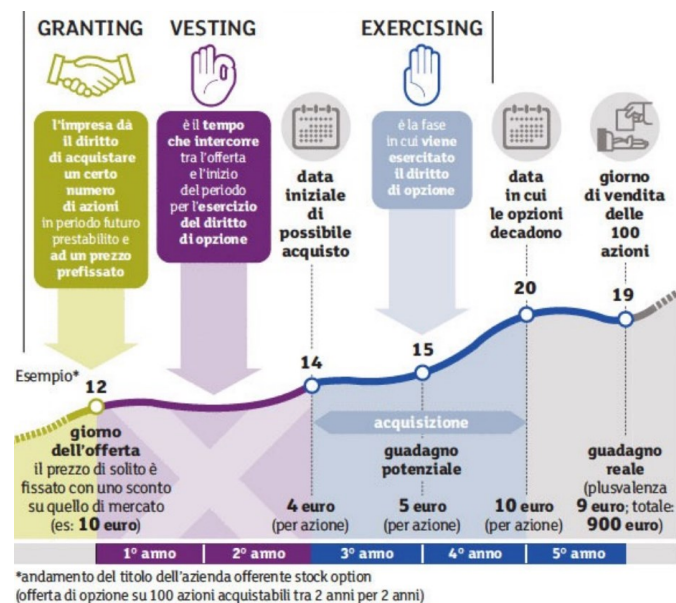 GRANTING
VESTING
EXERCISING
l'impresa dà
il diritto
di acquistare
un certo
numero
di azioni
in periodo futuro
prestabilito e
ad un prezzo
prefissato
è il tempo
che intercorre
tra l'offerta
e l'inizio
del periodo
per l'esercizio
del diritto
di opzione
data
iniziale
di
possibile
acquisto
è la fase
in cui viene
esercitato
il diritto
di opzione
data
in cui
le opzioni
decadono
giorno
di vendita
delle
100
azioni
Esempio*
12
14
15
20
19
giorno
dell'offerta
il prezzo di solito è
fissato con uno sconto
su quello di mercato
(es: 10 euro)
acquisizione
guadagno
potenziale
4 euro
(per azione)
5 euro
(per azione)
10 euro
(per azione)
guadagno
reale
(plusvalenza
9 euro; totale:
900 euro)
1° anno
2° anno
3° anno
4° anno
5° anno
*andamento del titolo dell'azienda offerente stock option
(offerta di opzione su 100 azioni acquistabili tra 2 anni per 2 anni)